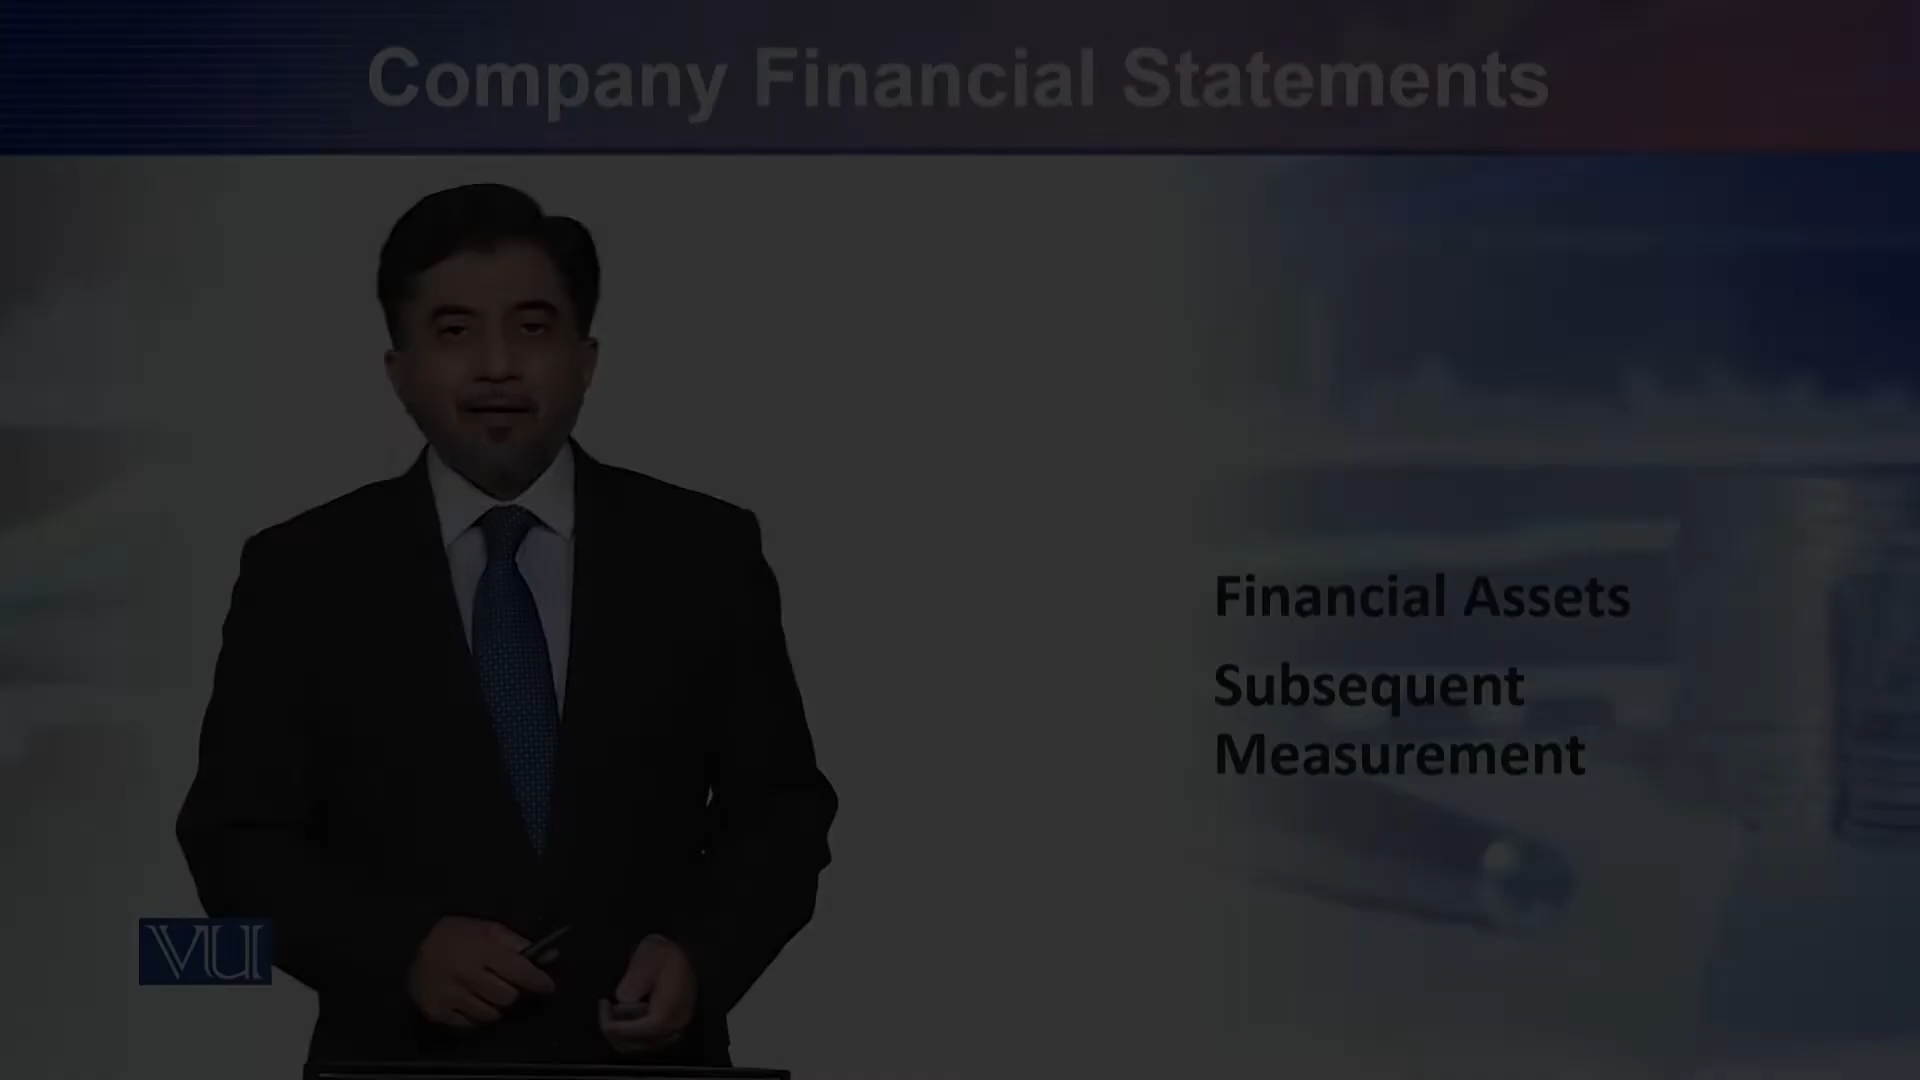 Company Financial Statements
Financial Assets
Subsequent
Measurement
VU